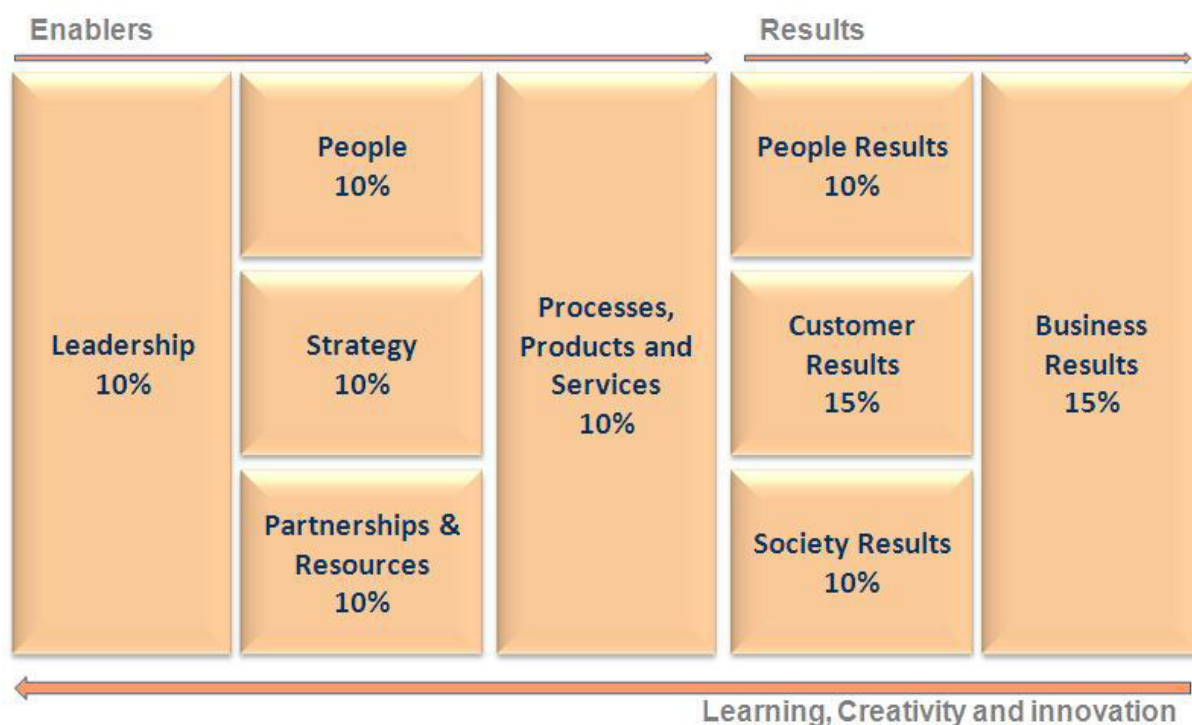 Enablers
Results
Leadership
10%
People
10%
Strategy
10%
Partnerships &
Resources
10%
Processes,
Products and
Services
10%
People Results
10%
Customer
Results
15%
Society Results
10%
Business
Results
15%
Learning, Creativity and innovation